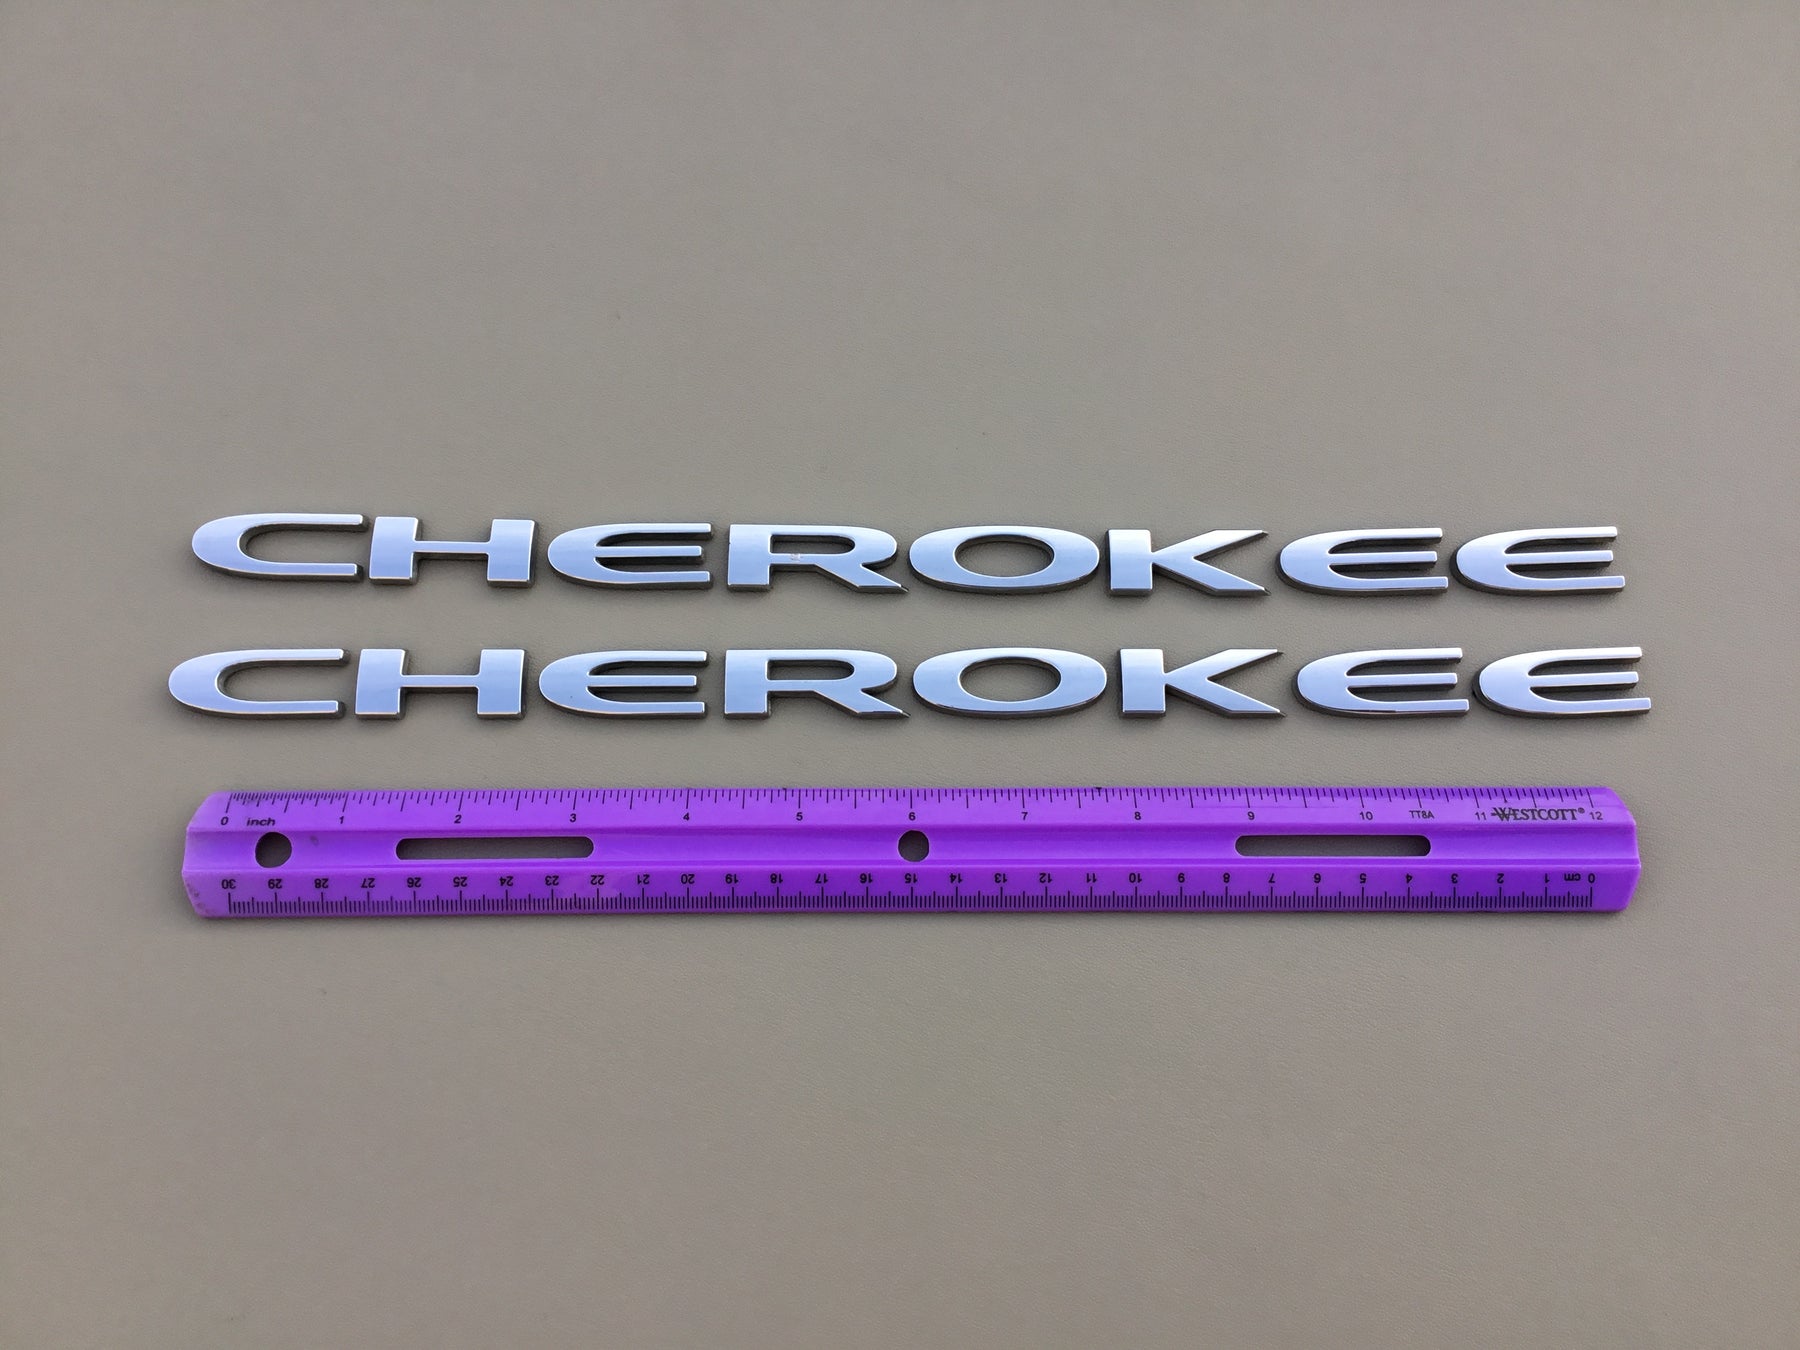 CHEROKEE
CHEROKEE
0 inch 1 2 3 4 5 6 7 8 9 10 TT8A 11 WESTCOTT® 12
30 29 28 27 26 25 24 23 22 21 20 19 18 17 16 15 14 13 12 11 10 9 8 7 6 5 4 3 2 1 cm 0